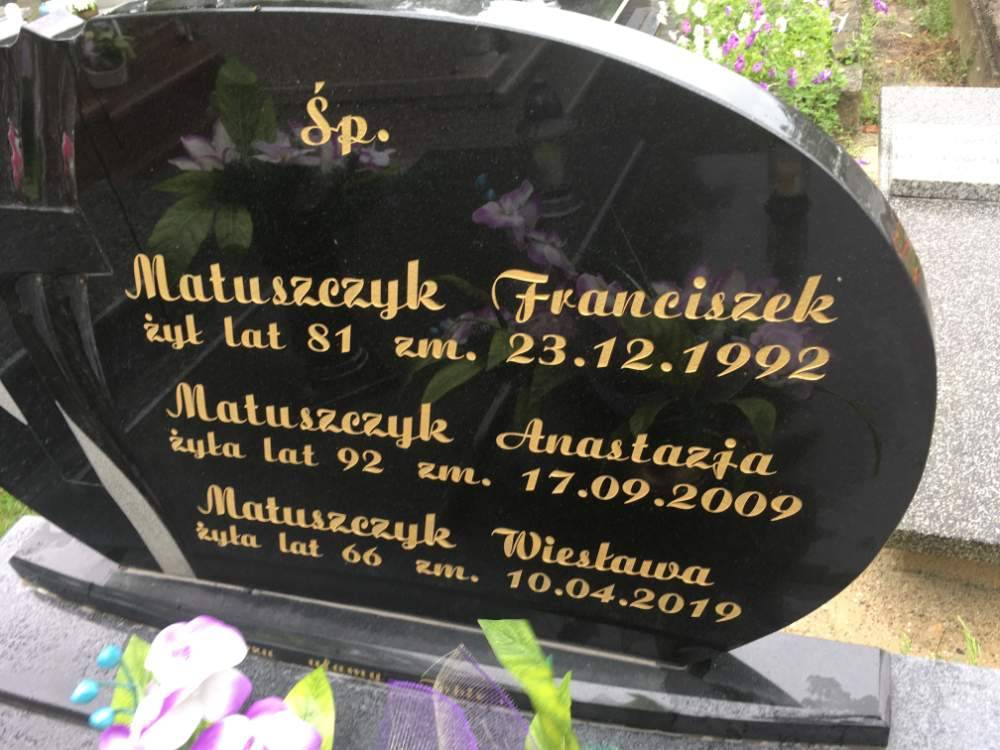 Śp.
Matuszczyk Franciszek
żył lat 81 zm. 23.12.1992
Matuszczyk Anastazja
żyła lat 92 zm. 17.09.2009
Matuszczyk Wiesława
żyła lat 66 zm. 10.04.2019